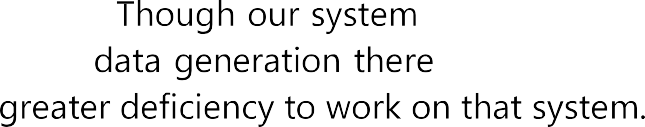 Though our system
data generation there
greater deficiency to work on that system.